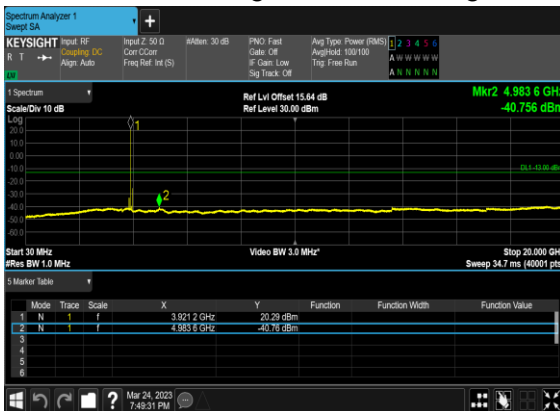 Spectrum Analyzer 1
Swept SA
KEYSIGHT
R T
LV
Input: RF
Coupling: DC
Align: Auto
Input Z: 50 Ω
Corr CCorr
Freq Ref: Int (S)
#Atten: 30 dB
PNO: Fast
Gate: Off
IF Gain: Low
Sig Track: Off
Avg Type: Power (RMS)
Avg|Hold: 100/100
Trig: Free Run
1 2 3 4 5 6
A W W W W W
A N N N N N
1 Spectrum
Scale/Div 10 dB
Ref Lvl Offset 15.64 dB
Ref Level 30.00 dBm
Mkr2 4.983 6 GHz
-40.756 dBm
Log
20.0
10.0
0.00
-10.0
-20.0
-30.0
-40.0
-50.0
-60.0
1
2
DL1 -13.00 dBm
Start 30 MHz
#Res BW 1.0 MHz
Video BW 3.0 MHz*
Stop 20.000 GHz
Sweep 34.7 ms (40001 pts)
5 Marker Table
Mode Trace Scale X Y Function Function Width Function Value
1 N 1 f 3.921 2 GHz 20.29 dBm
2 N 1 f 4.983 6 GHz -40.76 dBm
3
4
5
6
?
Mar 24, 2023
7:49:31 PM